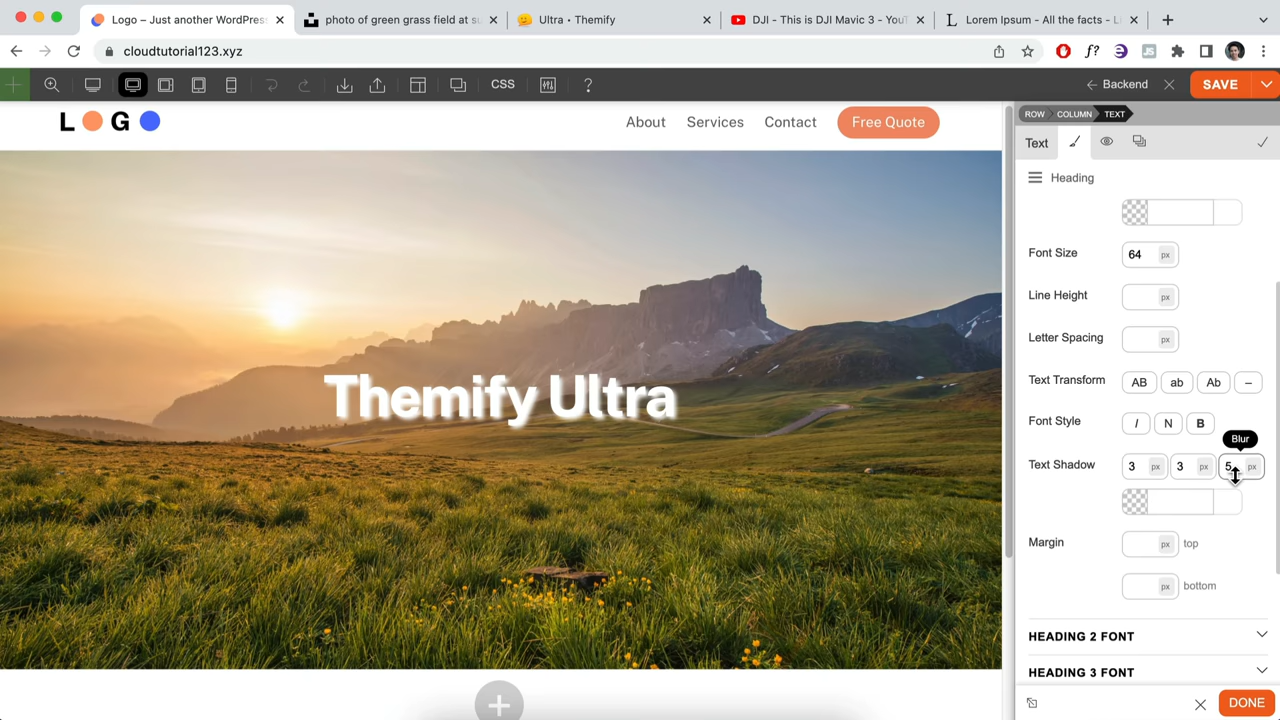 Logo – Just another WordPress
photo of green grass field at su
Ultra • Themify
DJI - This is DJI Mavic 3 - YouT
Lorem Ipsum - All the facts - L
cloudtutorial123.xyz
CSS
?
Backend
SAVE
ROW COLUMN TEXT
LOGO
About Services Contact Free Quote
Text
Heading
Font Size 64 px
Line Height px
Letter Spacing px
Text Transform AB ab Ab –
Font Style I N B
Blur
Text Shadow 3 px 3 px 5 px
Margin px top
px bottom
HEADING 2 FONT
HEADING 3 FONT
DONE
Themify Ultra